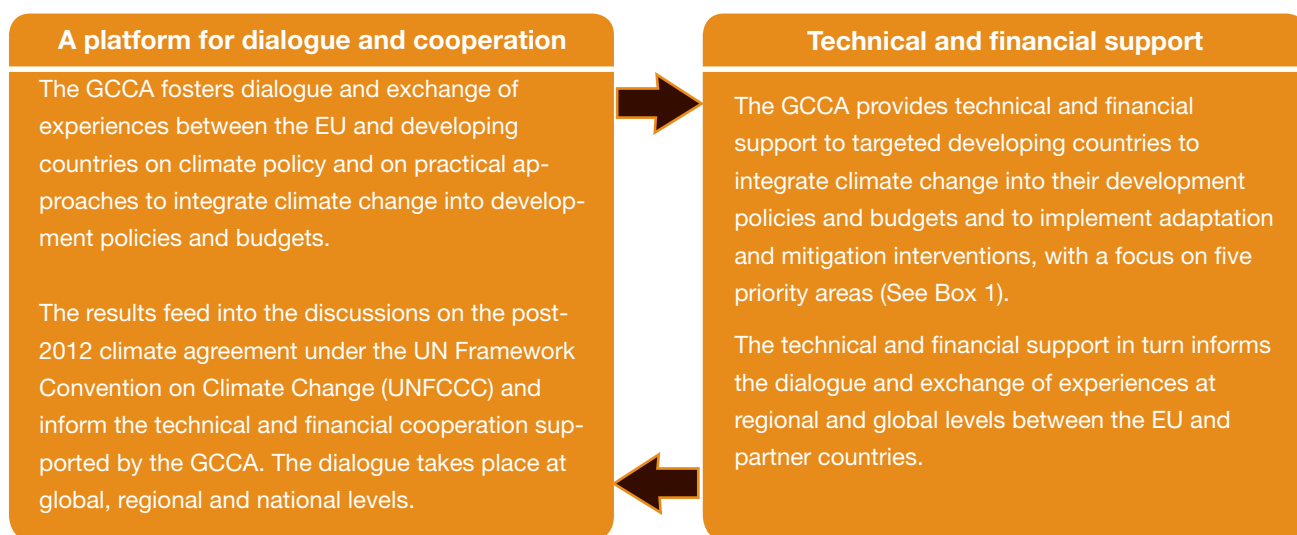 A platform for dialogue and cooperation
The GCCA fosters dialogue and exchange of
experiences between the EU and developing
countries on climate policy and on practical ap-
proaches to integrate climate change into develop-
ment policies and budgets.
The results feed into the discussions on the post-
2012 climate agreement under the UN Framework
Convention on Climate Change (UNFCCC) and
inform the technical and financial cooperation sup-
ported by the GCCA. The dialogue takes place at
global, regional and national levels.
Technical and financial support
The GCCA provides technical and financial
support to targeted developing countries to
integrate climate change into their development
policies and budgets and to implement adaptation
and mitigation interventions, with a focus on five
priority areas (See Box 1).
The technical and financial support in turn informs
the dialogue and exchange of experiences at
regional and global levels between the EU and
partner countries.